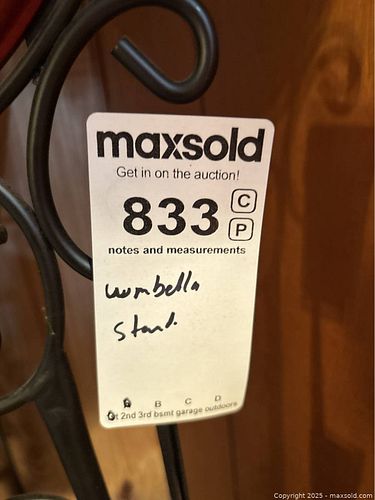 maxsold
Get in on the auction!
833 C
P
notes and measurements
umbella
stand.
A B C D
1st 2nd 3rd bsmt garage outdoors
Copyright 2025 - maxsold.com